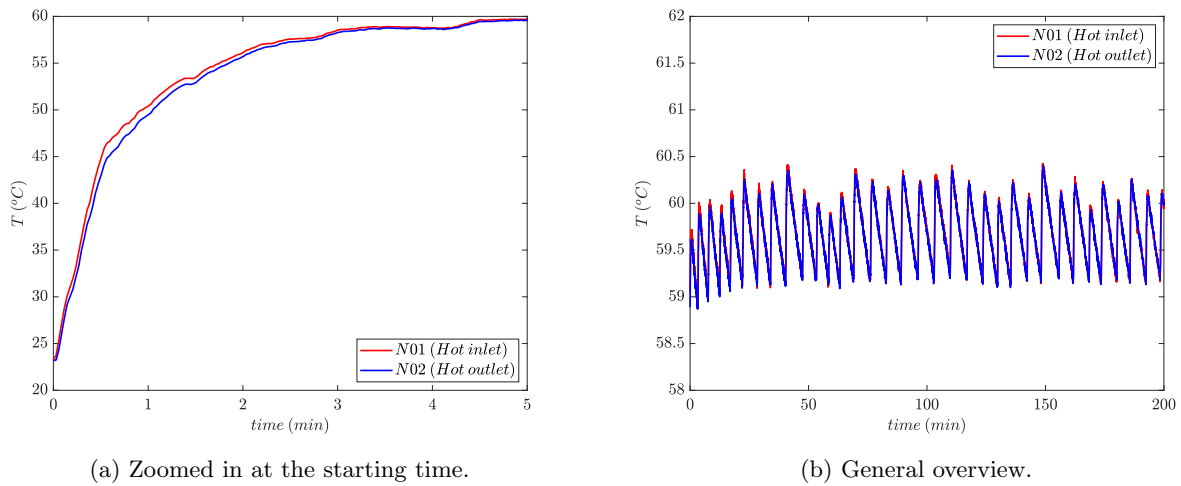 60
55
50
45
40
35
30
25
20
T (°C)
N01 (Hot inlet)
N02 (Hot outlet)
0 1 2 3 4 5
time (min)
(a) Zoomed in at the starting time.
62
61.5
61
60.5
60
59.5
59
58.5
58
T (°C)
N01 (Hot inlet)
N02 (Hot outlet)
0 50 100 150 200
time (min)
(b) General overview.